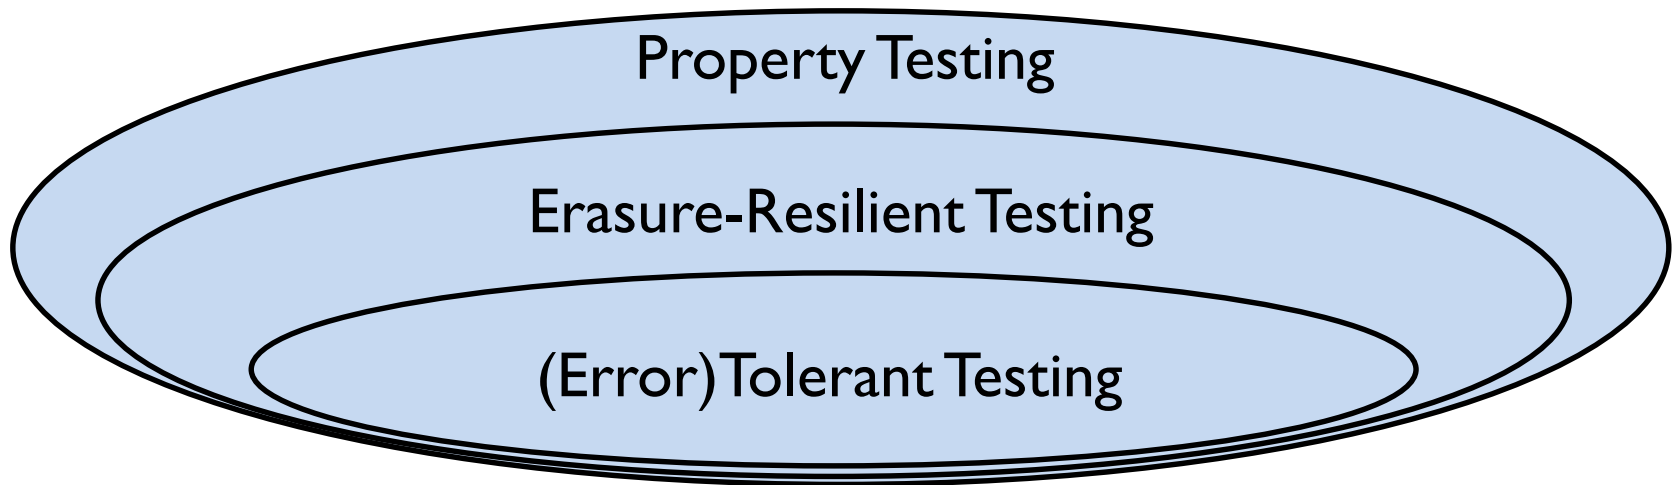 Property Testing
Erasure-Resilient Testing
(Error)Tolerant Testing